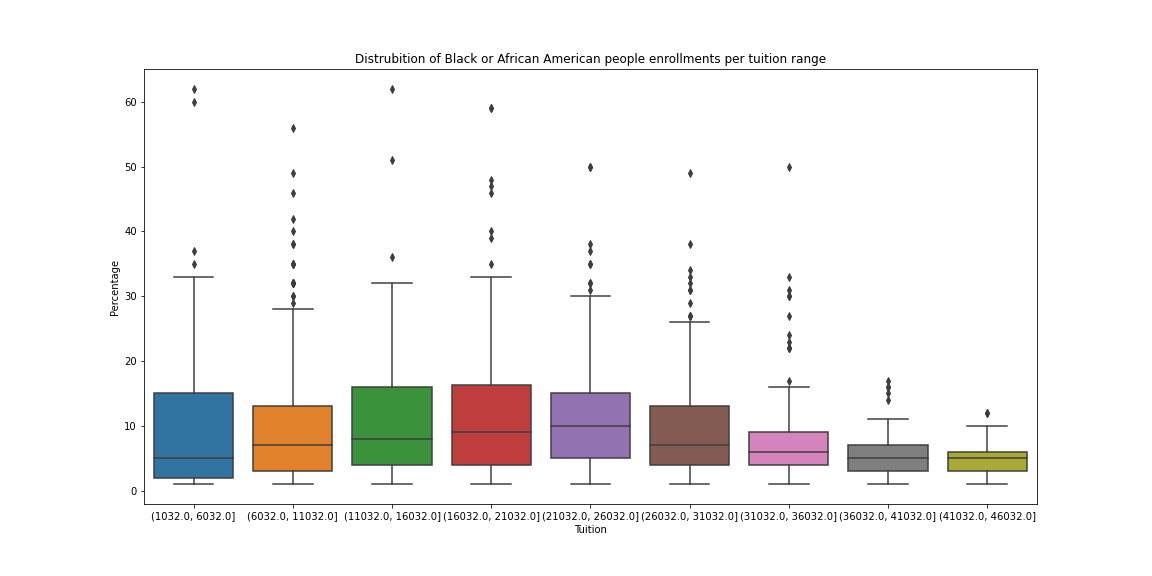 Distrubition of Black or African American people enrollments per tuition range
Percentage
60
50
40
30
20
10
0
(1032.0, 6032.0] (6032.0, 11032.0] (11032.0, 16032.0] (16032.0, 21032.0] (21032.0, 26032.0] (26032.0, 31032.0] (31032.0, 36032.0] (36032.0, 41032.0] (41032.0, 46032.0]
Tuition